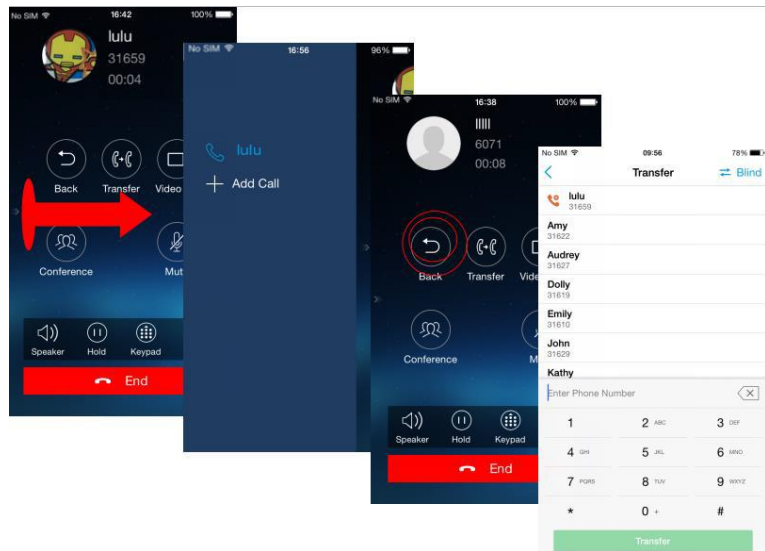 No SIM 16:42 100%
lulu
31659
00:04
Back Transfer Video
Conference Mut
Speaker Hold Keypad
End
No SIM 16:56 96%
lulu
Add Call
No SIM 16:38 100%
lllll
6071
00:08
Back Transfer Vide
Conference M
Speaker Hold Keypad
End
No SIM 09:56 78%
Transfer Blind
lulu
31659
Amy
31622
Audrey
31627
Dolly
31619
Emily
31610
John
31629
Kathy
Enter Phone Number
1 2 ABC 3 DEF
4 GHI 5 JKL 6 MNO
7 PQRS 8 TUV 9 WXYZ
* 0 + #
Transfer